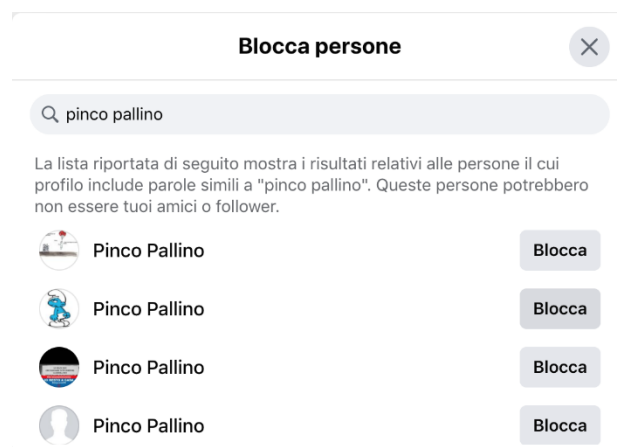 Blocca persone
pinco pallino
La lista riportata di seguito mostra i risultati relativi alle persone il cui
profilo include parole simili a "pinco pallino". Queste persone potrebbero
non essere tuoi amici o follower.
Pinco Pallino Blocca
Pinco Pallino Blocca
Pinco Pallino Blocca
Pinco Pallino Blocca